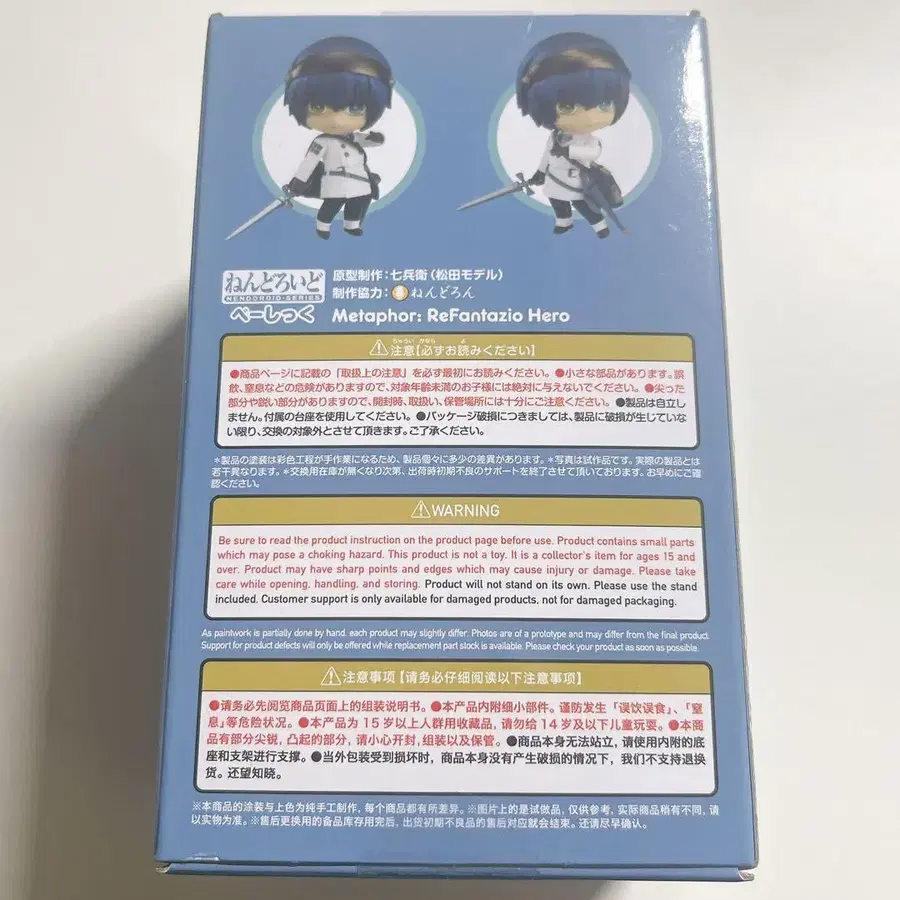 ねんどろいど
NENDOROID-SERIES
べーしっく
原型制作:七兵衛(松田モデル)
制作協力:ねんどろん
Metaphor: ReFantazio Hero
⚠注意【必ずお読みください】
●商品ページに記載の「取扱上の注意」を必ず最初にお読みください。●小さな部品があります。誤
飲、窒息などの危険がありますので、対象年齢未満のお子様には絶対に与えないでください。●尖った
部分や鋭い部分がありますので、開封時、取扱い、保管場所には十分にご注意ください。●製品は自立し
ません。付属の台座を使用してください。●パッケージ破損につきましては、製品に破損が生じていな
い限り、交換の対象外とさせて頂きます。ご了承ください。
*製品の塗装は彩色工程が手作業になるため、製品個々に多少の差異があります。*写真は試作品です。実際の製品とは
若干異なります。*交換用在庫が無くなり次第、出荷時初期不良のサポートを終了させて頂いております。お早めにご確
認ください。
⚠WARNING
Be sure to read the product instruction on the product page before use. Product contains small parts
which may pose a choking hazard. This product is not a toy. It is a collector's item for ages 15 and
over. Product may have sharp points and edges which may cause injury or damage. Please take
care while opening, handling, and storing. Product will not stand on its own. Please use the stand
included. Customer support is only available for damaged products, not for damaged packaging.
As paintwork is partially done by hand, each product may slightly differ. Photos are of a prototype and may differ from the final product.
Support for product defects will only be offered while replacement part stock is available. Please check your product as soon as possible.
⚠注意事项【请务必仔细阅读以下注意事项】
●请务必先阅览商品页面上的组装说明书。●本产品内附细小部件。谨防发生「误饮误食」、「窒
息」等危险状况。●本产品为 15 岁以上人群用收藏品,请勿给 14 岁及以下儿童玩耍。●本商
品有部分尖锐,凸起的部分,请小心开封,组装以及保管。●商品本身无法站立,请使用内附的底
座和支架进行支撑。●当外包装受到损坏时,商品本身没有产生破损的情况下,我们不支持退换
货。还望知晓。
※本商品的涂装与上色为纯手工制作,每个商品都有所差异。※图片上的是试做品,仅供参考,实际商品稍有不同,请
以实物为准。※售后更换用的备品库存用完后,出货初期不良品的售后对应就会结束。还请尽早确认。